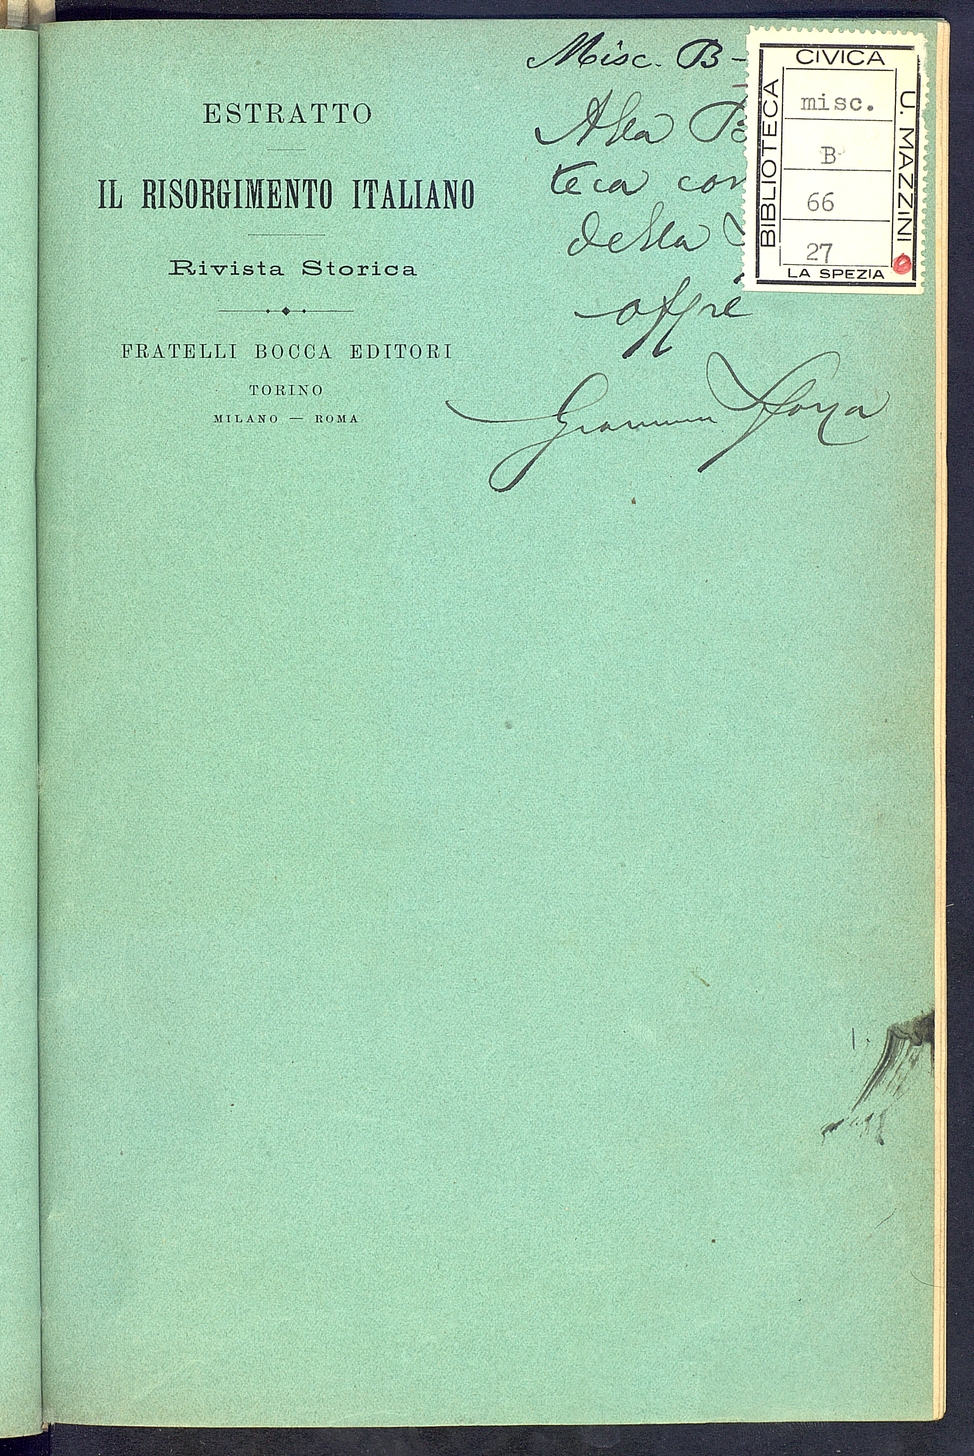 ESTRATTO
IL RISORGIMENTO ITALIANO
Rivista Storica
FRATELLI BOCCA EDITORI
TORINO
MILANO — ROMA
Misc. B-
Alla B
teca com
della
offre
BIBLIOTECA
CIVICA
U. MAZZINI
misc.
B
66
27
LA SPEZIA